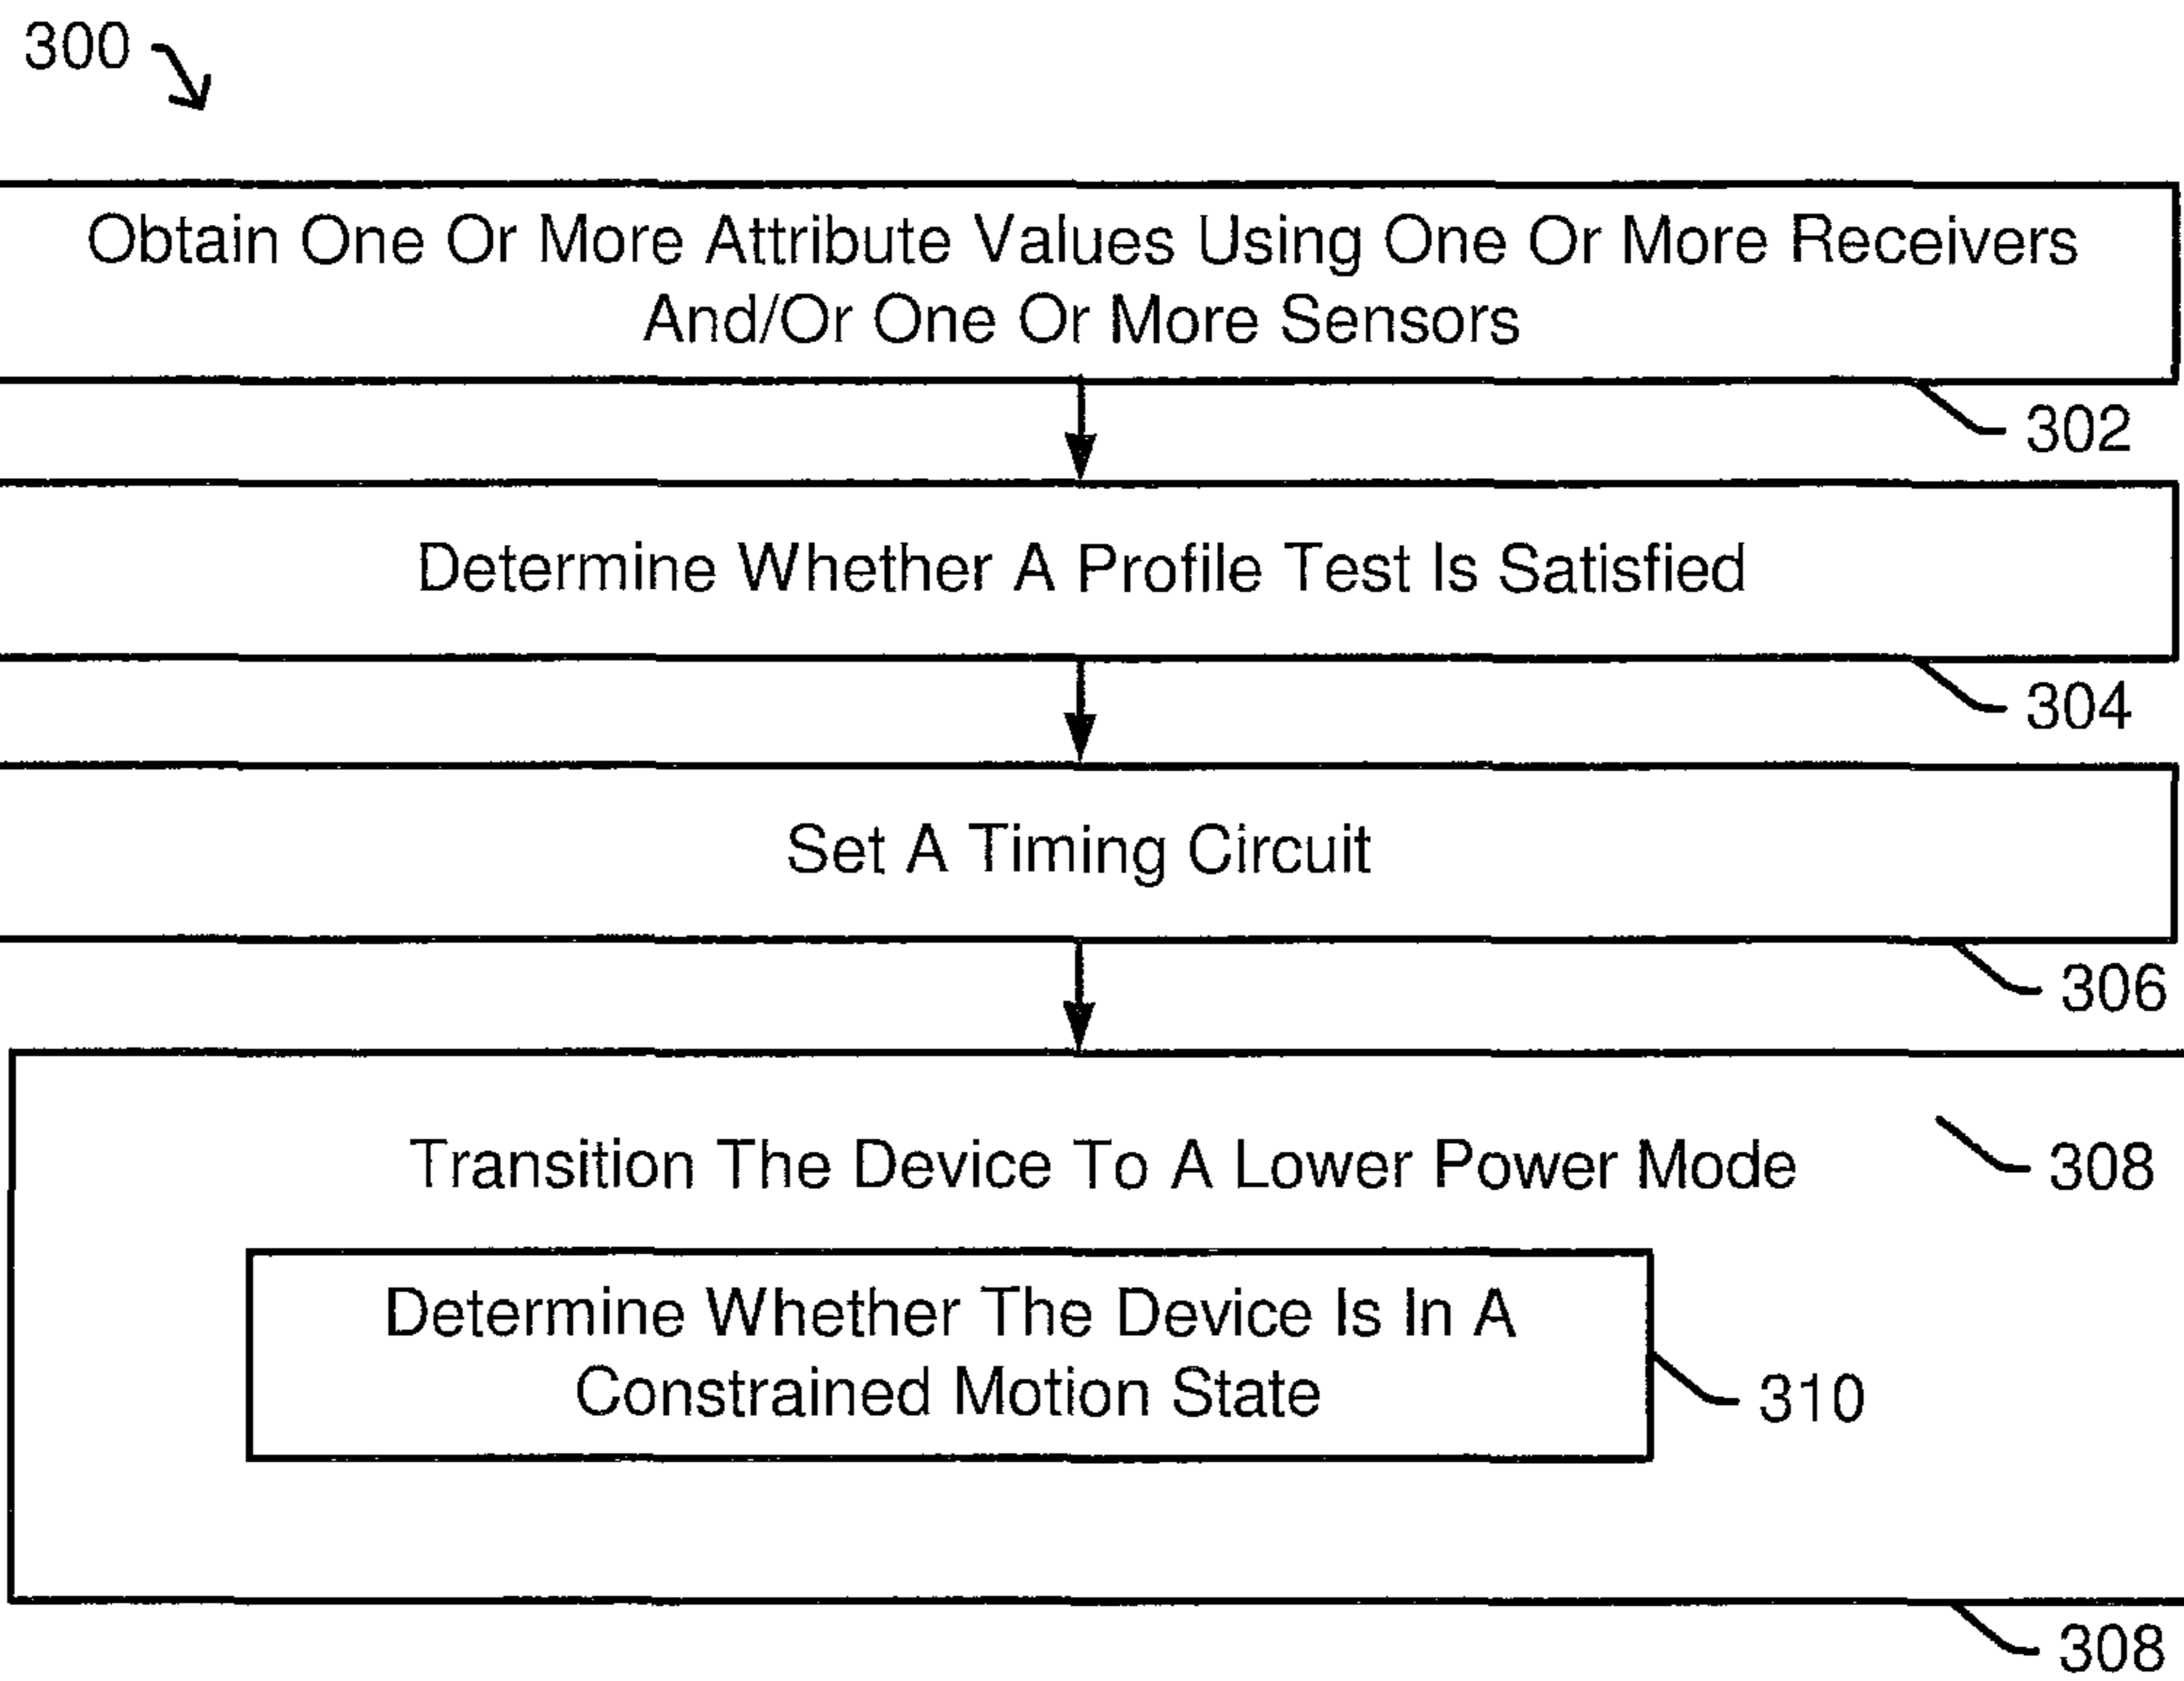 300
Obtain One Or More Attribute Values Using One Or More Receivers
And/Or One Or More Sensors
302
Determine Whether A Profile Test Is Satisfied
304
Set A Timing Circuit
306
Transition The Device To A Lower Power Mode
308
Determine Whether The Device Is In A
Constrained Motion State
310
308